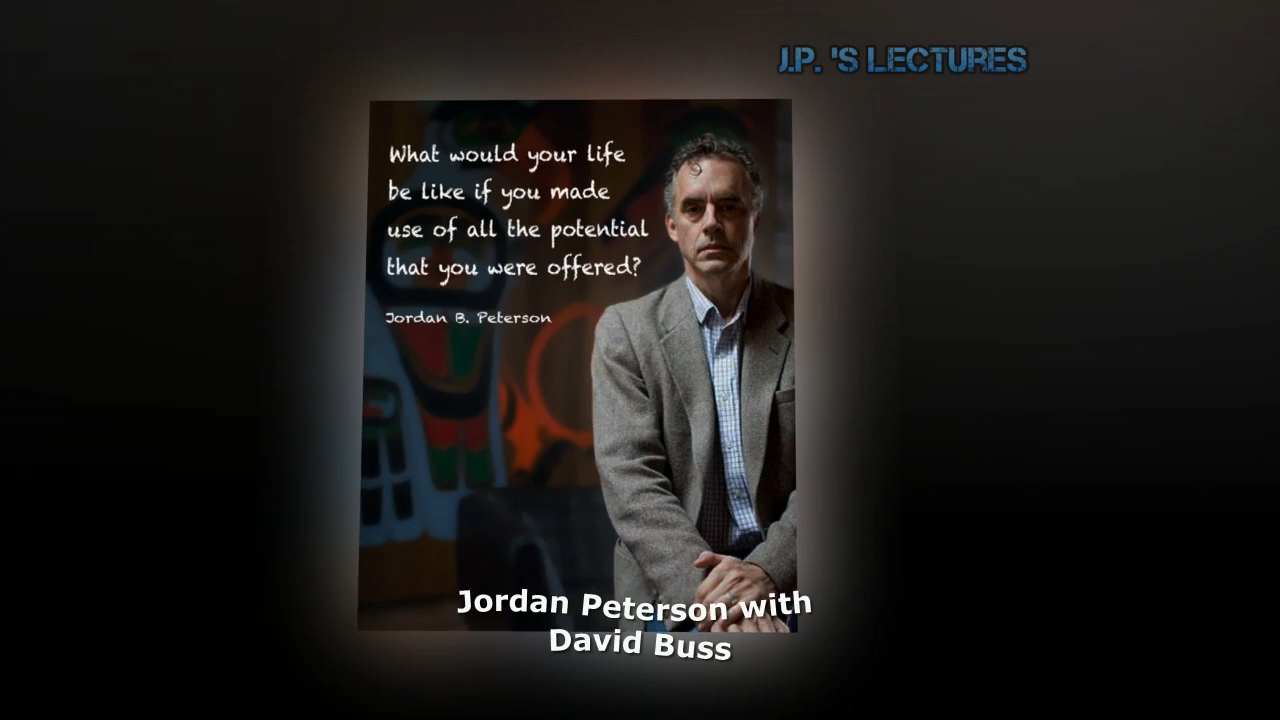 J.P. 'S LECTURES
What would your life
be like if you made
use of all the potential
that you were offered?
Jordan B. Peterson
Jordan Peterson with
David Buss